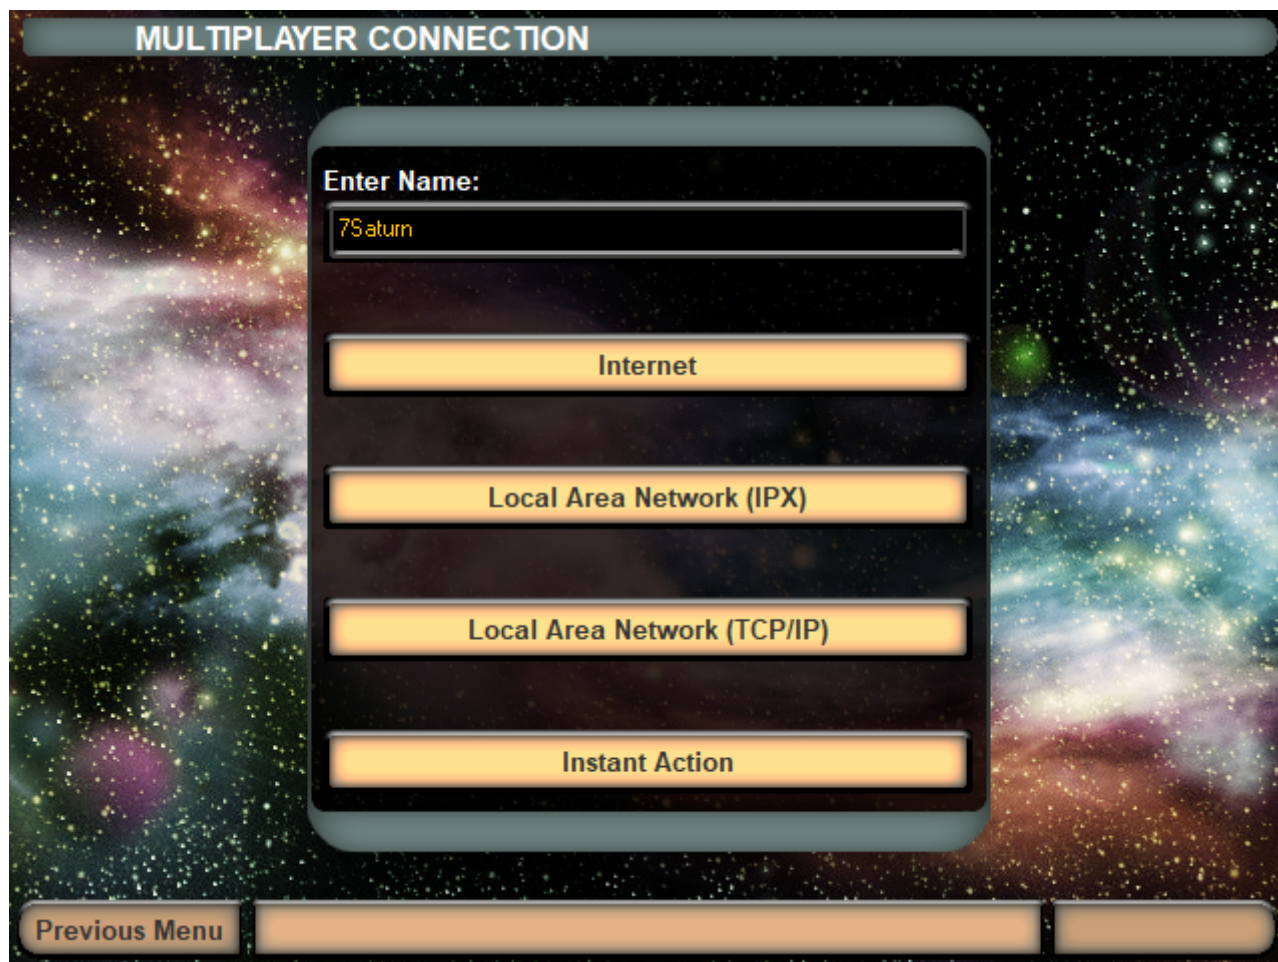 MULTIPLAYER CONNECTION
Enter Name:
7Saturn
Internet
Local Area Network (IPX)
Local Area Network (TCP/IP)
Instant Action
Previous Menu